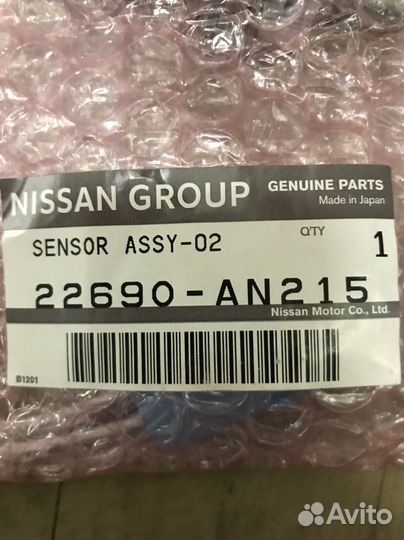 NISSAN GROUP
GENUINE PARTS
Made in Japan
SENSOR ASSY-02
Q'TY
1
22690-AN215
Nissan Motor Co., Ltd.
B1201
Avito